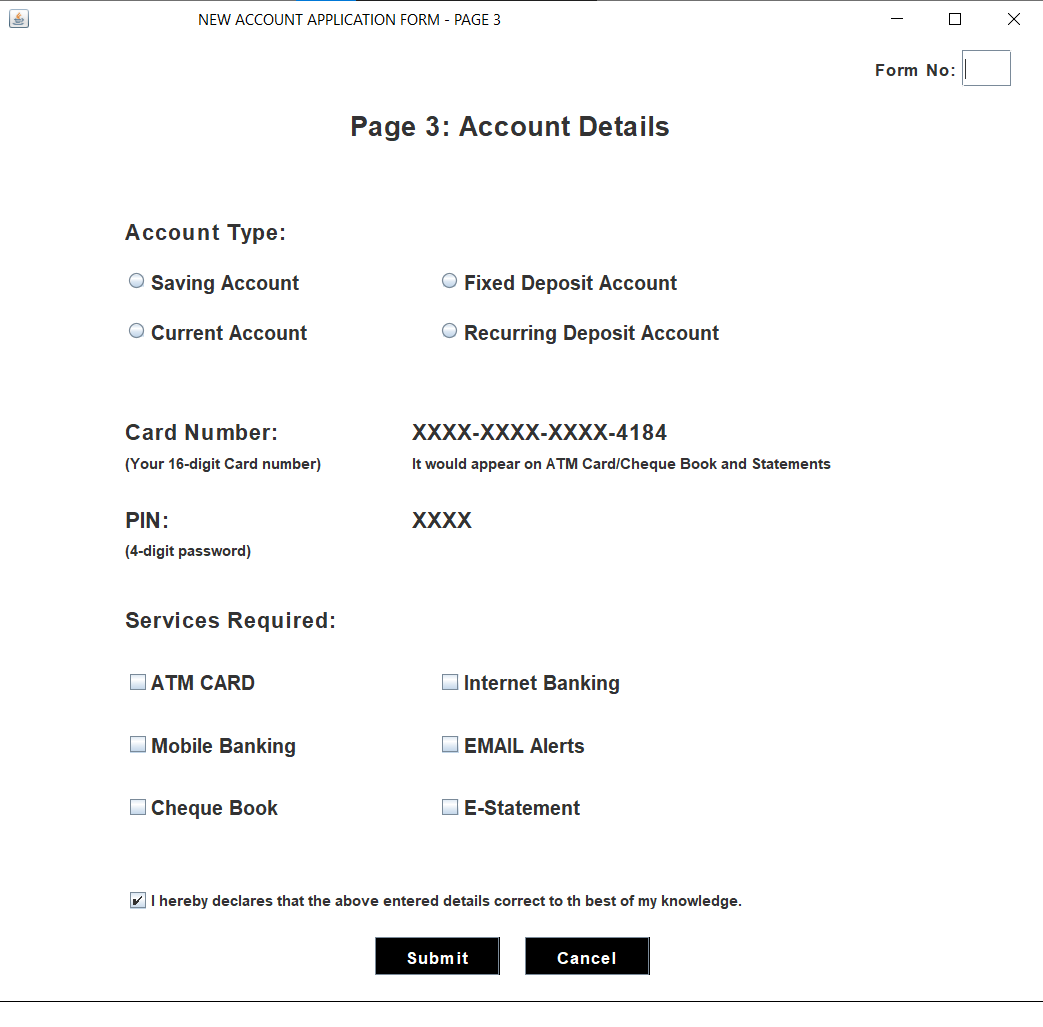 NEW ACCOUNT APPLICATION FORM - PAGE 3
Form No:
Page 3: Account Details
Account Type:
Saving Account Fixed Deposit Account
Current Account Recurring Deposit Account
Card Number: XXXX-XXXX-XXXX-4184
(Your 16-digit Card number) It would appear on ATM Card/Cheque Book and Statements
PIN: XXXX
(4-digit password)
Services Required:
ATM CARD Internet Banking
Mobile Banking EMAIL Alerts
Cheque Book E-Statement
I hereby declares that the above entered details correct to th best of my knowledge.
Submit Cancel